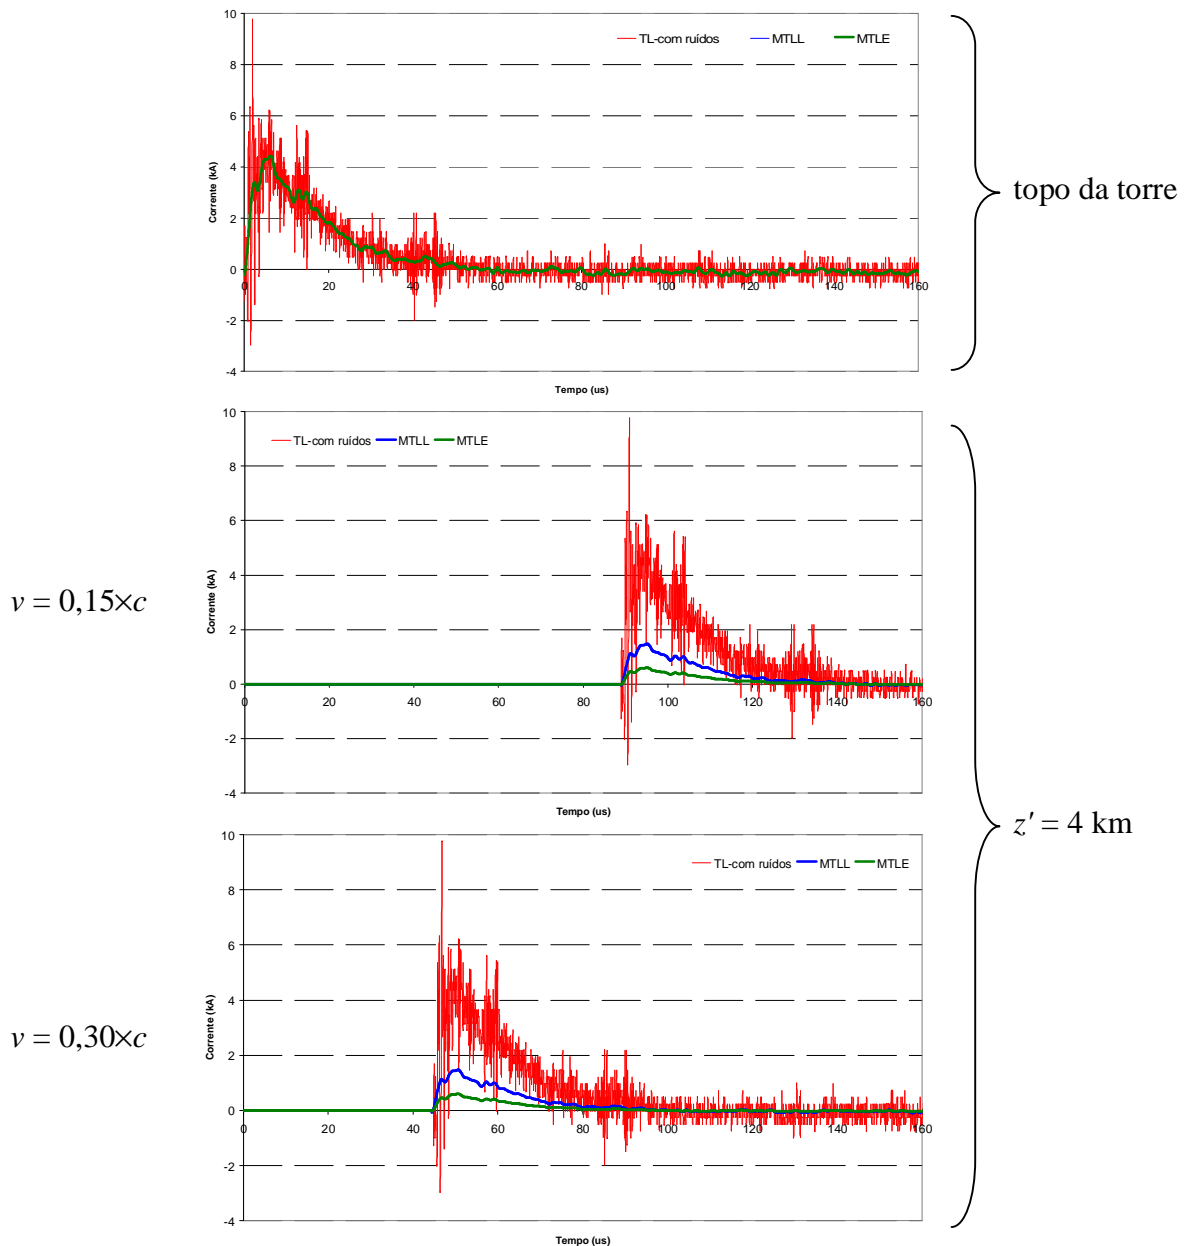 TL-com ruídos MTLL MTLE
10
8
6
4
2
0
-2
-4
Corrente (kA)
0 20 40 60 80 100 120 140 160
Tempo (us)
topo da torre
v = 0,15×c
TL-com ruídos MTLL MTLE
10
8
6
4
2
0
-2
-4
Corrente (kA)
0 20 40 60 80 100 120 140 160
Tempo (us)
z' = 4 km
v = 0,30×c
TL-com ruídos MTLL MTLE
10
8
6
4
2
0
-2
-4
Corrente (kA)
0 20 40 60 80 100 120 140 160
Tempo (us)